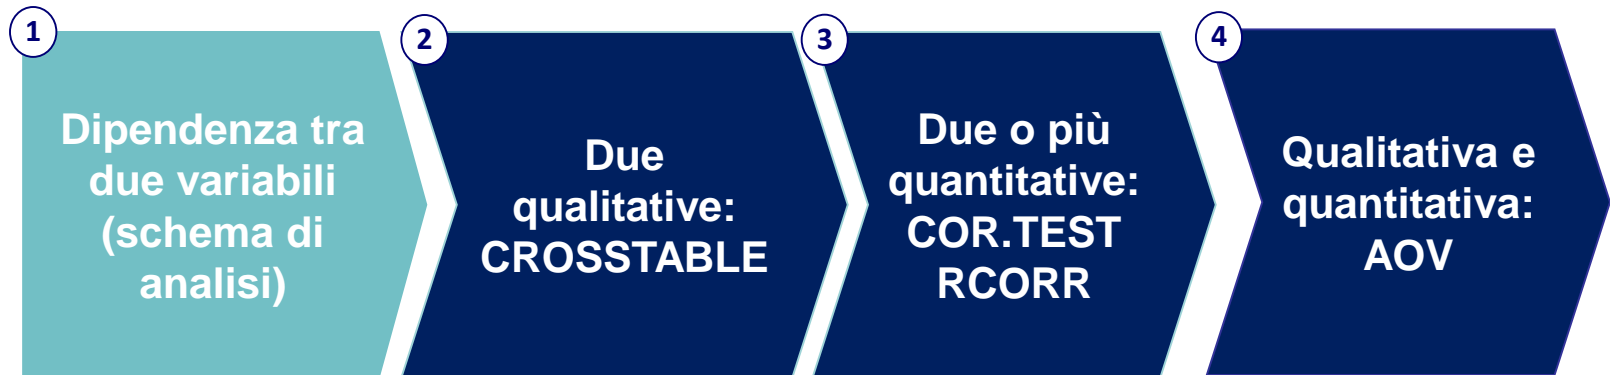 1
Dipendenza tra
due variabili
(schema di
analisi)
2
Due
qualitative:
CROSSTABLE
3
Due o più
quantitative:
COR.TEST
RCORR
4
Qualitativa e
quantitativa:
AOV